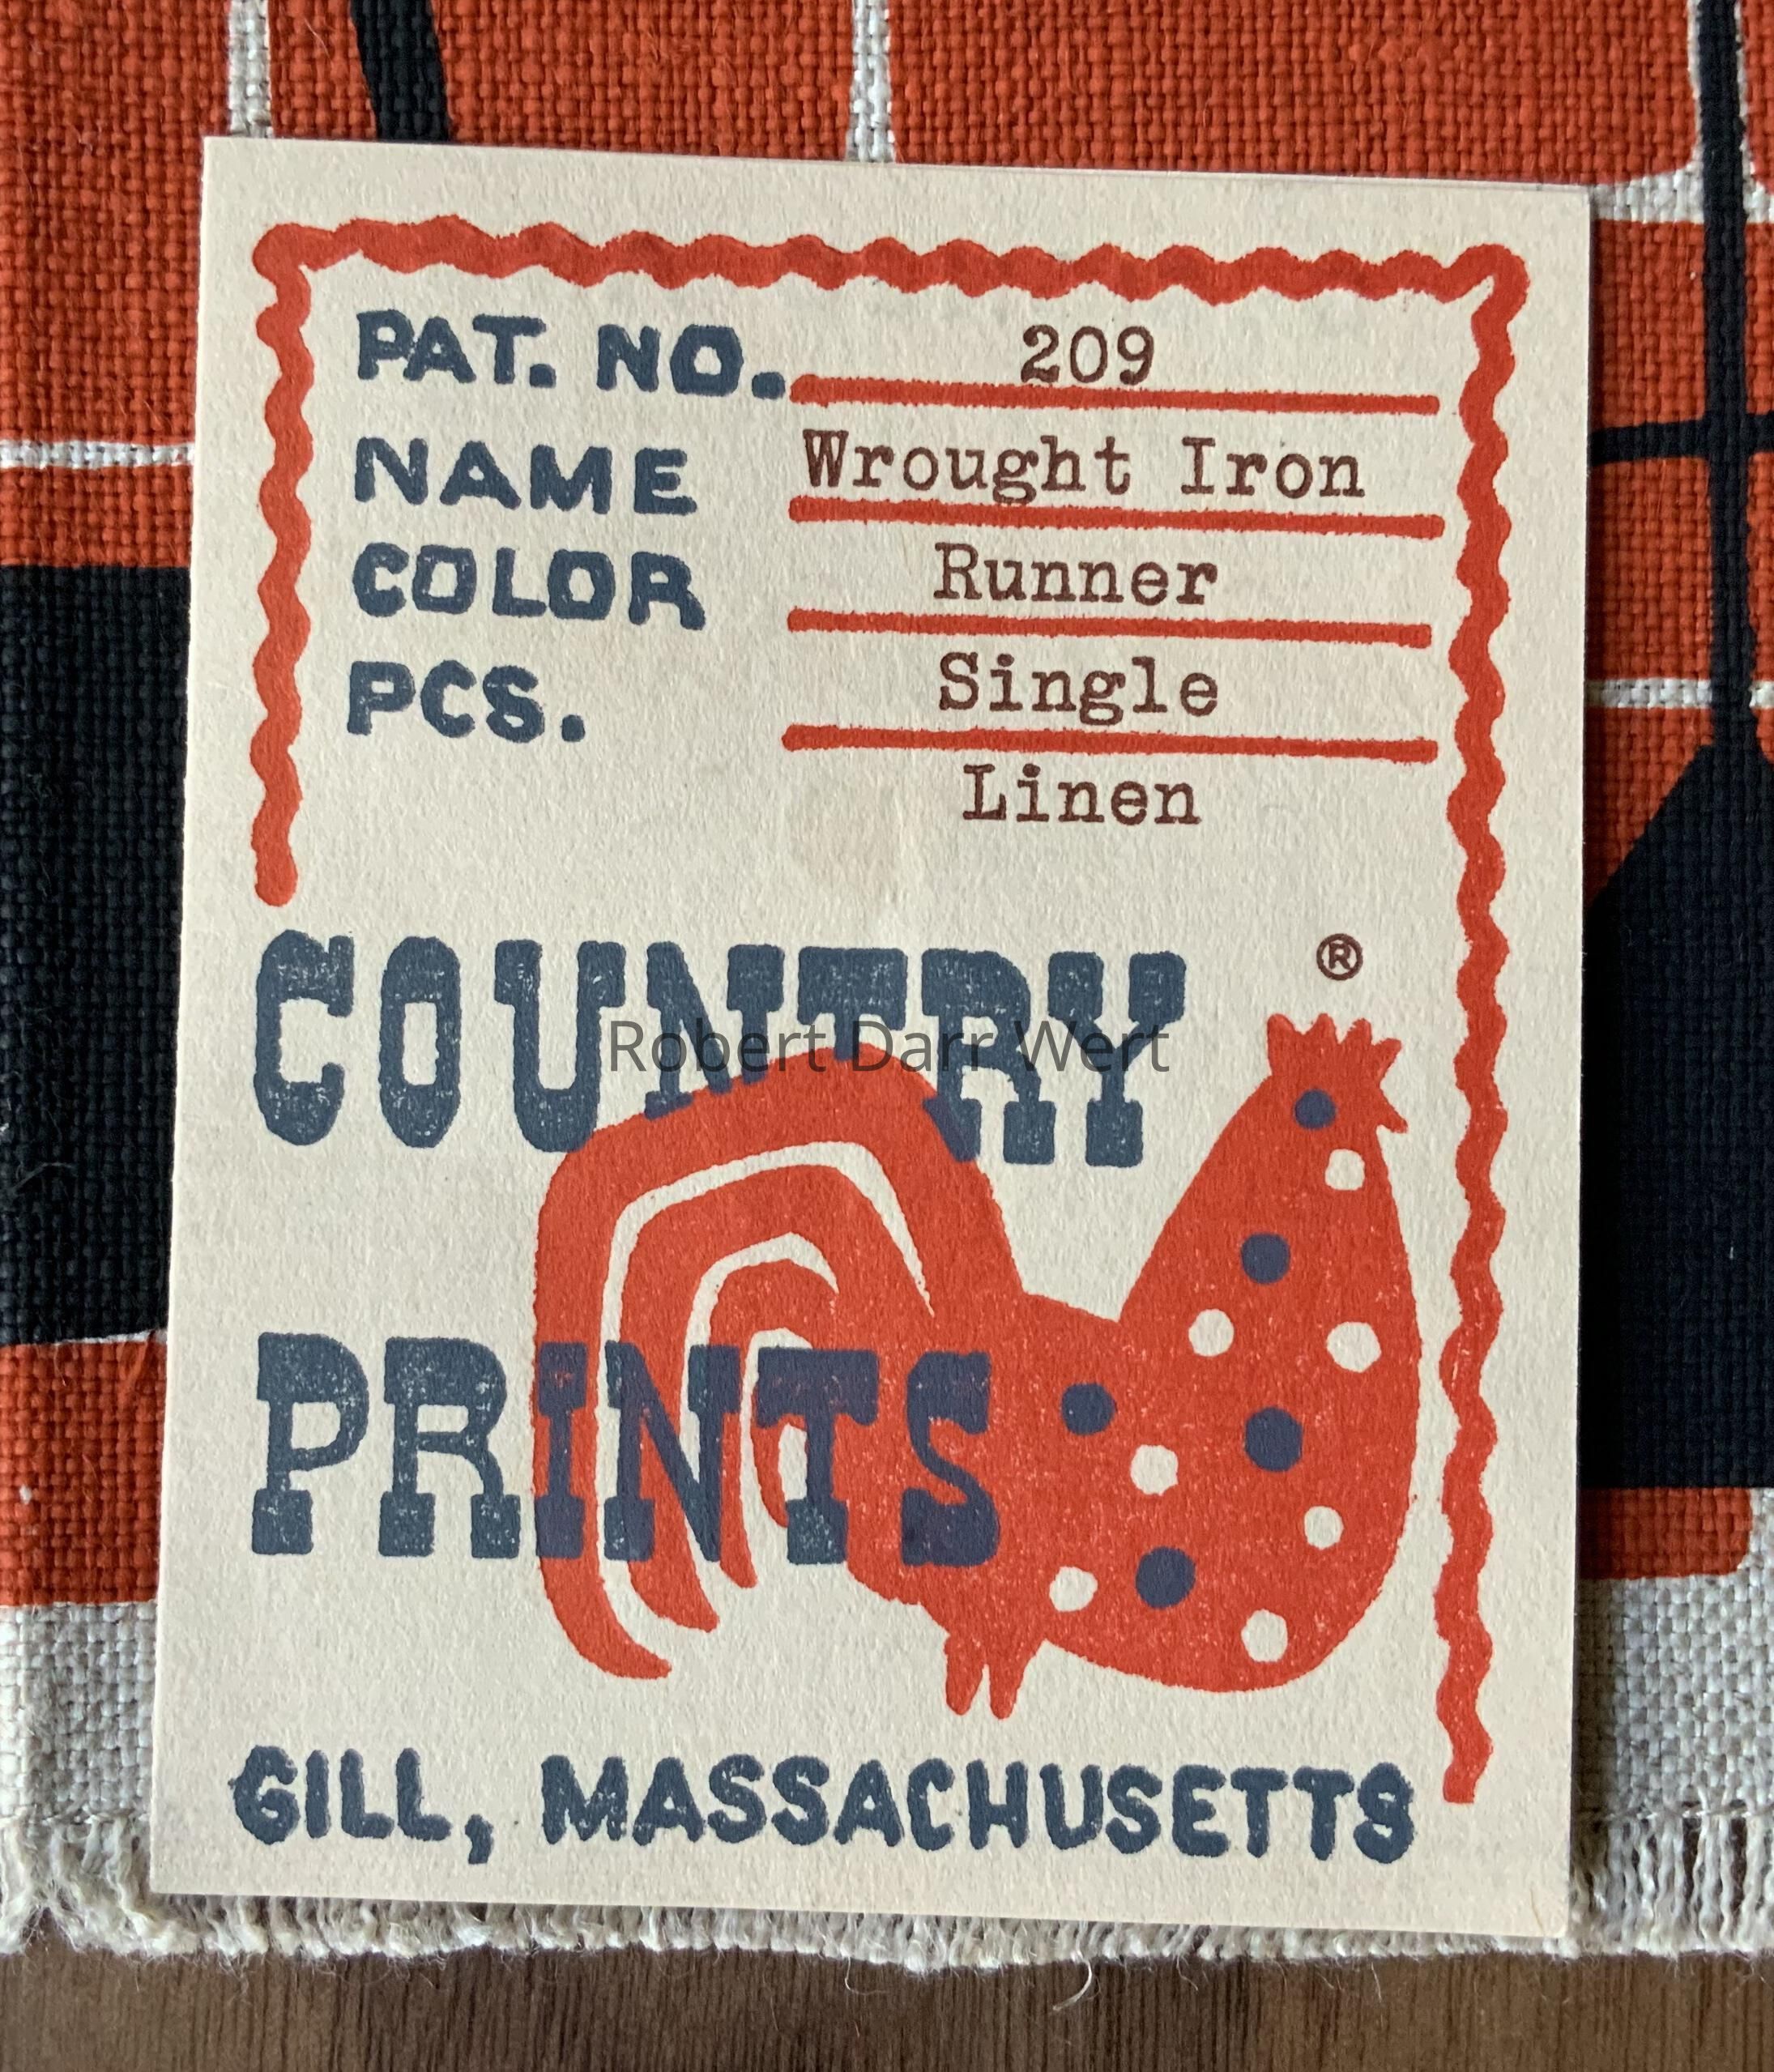 PAT. NO. 209
NAME Wrought Iron
COLOR Runner
PCS. Single
Linen
COUNTRY ®
Robert Darr Wert
PRINTS
GILL, MASSACHUSETTS